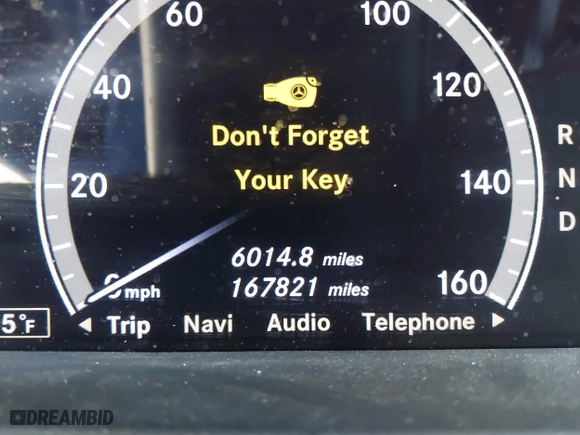 60 100
40 120
Don't Forget
R
Your Key
20 140 N
D
6014.8 miles
mph 167821 miles 160
5°F Trip Navi Audio Telephone
DREAMBID